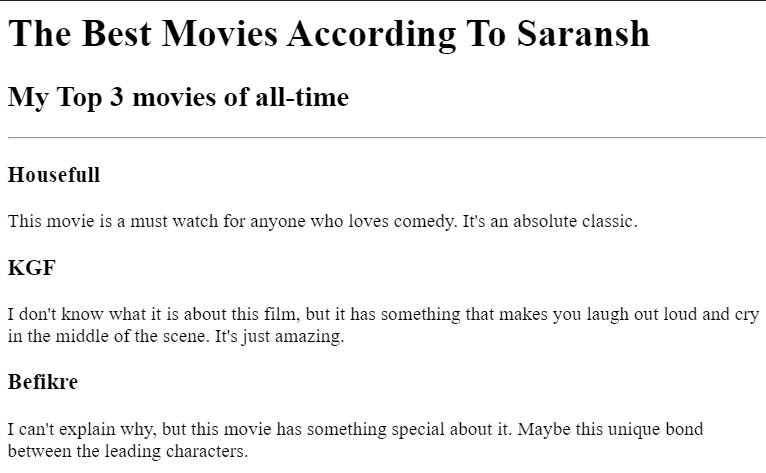 The Best Movies According To Saransh
My Top 3 movies of all-time
Housefull
This movie is a must watch for anyone who loves comedy. It's an absolute classic.
KGF
I don't know what it is about this film, but it has something that makes you laugh out loud and cry
in the middle of the scene. It's just amazing.
Befikre
I can't explain why, but this movie has something special about it. Maybe this unique bond
between the leading characters.